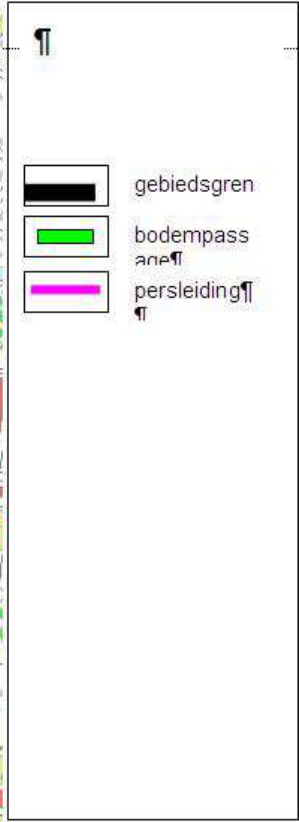 ¶
gebiedsgren
bodempass
age¶
persleiding¶
¶